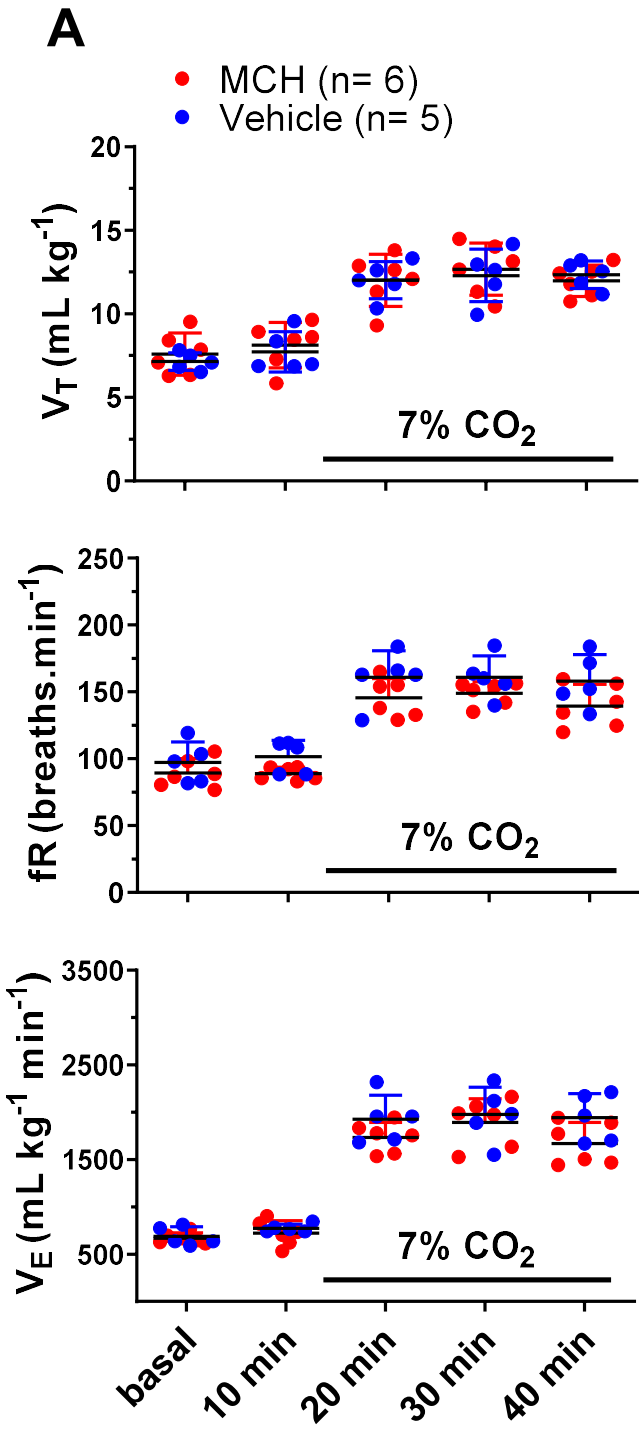 A
MCH (n= 6)
Vehicle (n= 5)
V_T (mL kg⁻¹)
20
15
10
5
0
7% CO₂
fR (breaths.min⁻¹)
250
200
150
100
50
0
7% CO₂
V_E (mL kg⁻¹ min⁻¹)
3500
2500
1500
500
7% CO₂
basal
10 min
20 min
30 min
40 min